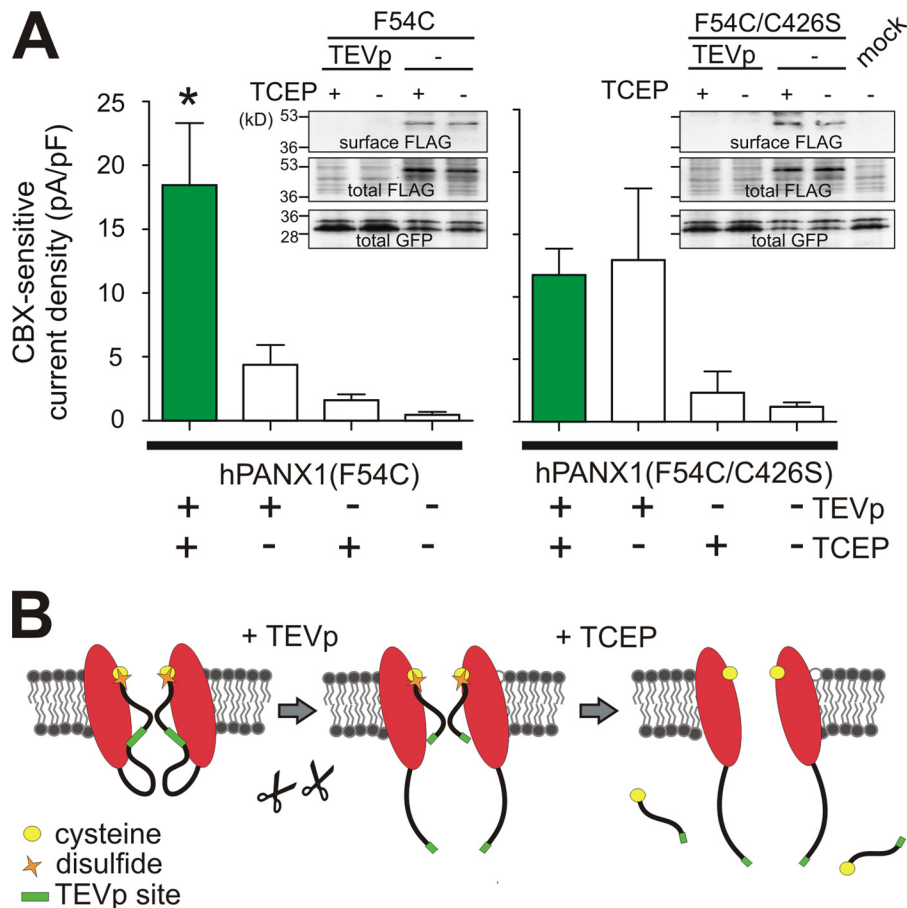 A
F54C
TEVp -
TCEP + - + -
(kD)
53
36
surface FLAG
53
36
total FLAG
36
28
total GFP
F54C/C426S
mock
TEVp -
TCEP + - + - -
surface FLAG
total FLAG
total GFP
CBX-sensitive
current density (pA/pF)
25
20
15
10
5
0
*
hPANX1(F54C)
hPANX1(F54C/C426S)
+ + - - + + - - TEVp
+ - + - + - + - TCEP
B
+ TEVp
+ TCEP
cysteine
disulfide
TEVp site